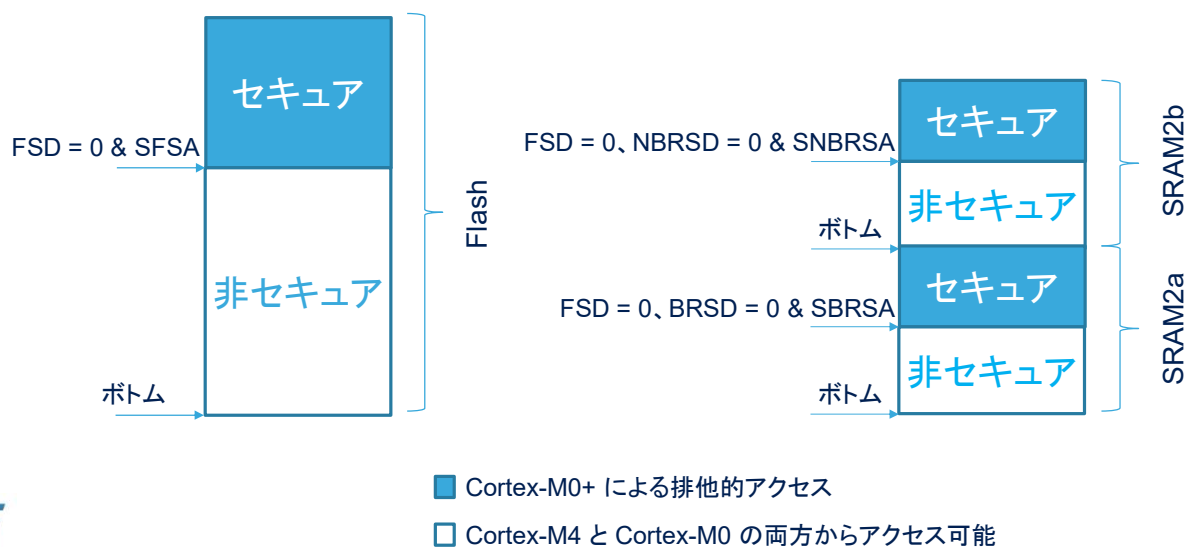 セキュア
FSD = 0 & SFSA
非セキュア
ボトム
Flash
FSD = 0、NBRSD = 0 & SNBRSA
セキュア
非セキュア
ボトム
SRAM2b
FSD = 0、BRSD = 0 & SBRSA
セキュア
非セキュア
ボトム
SRAM2a
Cortex-M0+ による排他的アクセス
Cortex-M4 と Cortex-M0 の両方からアクセス可能